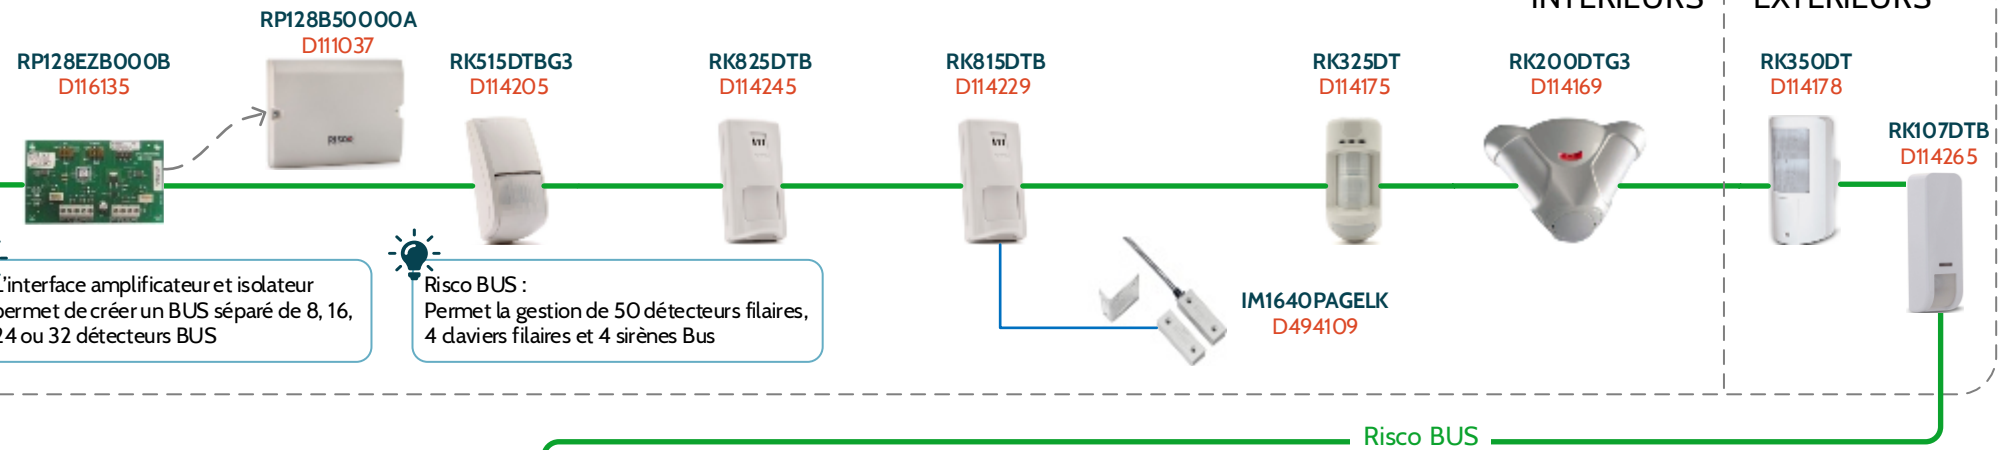 INTÉRIEURS
EXTÉRIEURS
RP128B50000A
D111037
RP128EZB000B
D116135
RK515DTBG3
D114205
RK825DTB
D114245
RK815DTB
D114229
RK325DT
D114175
RK200DTG3
D114169
RK350DT
D114178
RK107DTB
D114265
RISCO
L'interface amplificateur et isolateur
permet de créer un BUS séparé de 8, 16,
24 ou 32 détecteurs BUS
Risco BUS :
Permet la gestion de 50 détecteurs filaires,
4 claviers filaires et 4 sirènes Bus
IM1640PAGELK
D494109
Risco BUS